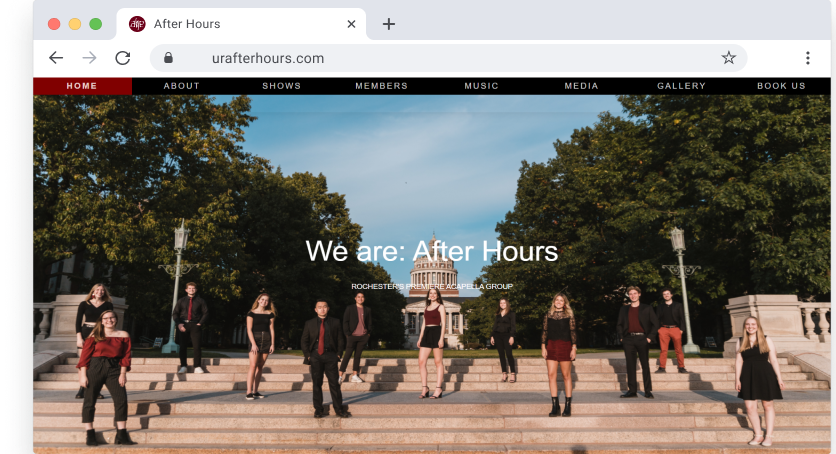 After Hours
urafterhours.com
HOME ABOUT SHOWS MEMBERS MUSIC MEDIA GALLERY BOOK US
We are: After Hours
ROCHESTER'S PREMIERE ACAPELLA GROUP